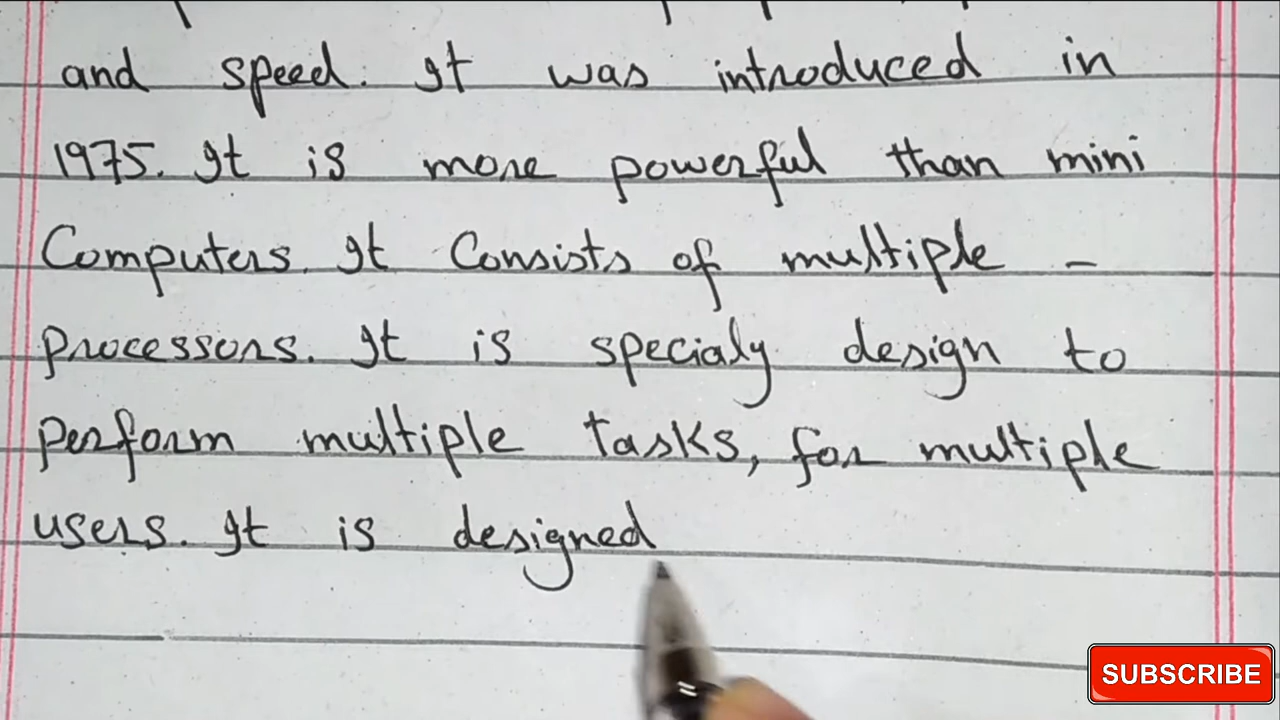 and speed. It was introduced in
1975. It is more powerful than mini
Computers. It Consists of multiple -
processors. It is specialy design to
perform multiple tasks, for multiple
users. It is designed
SUBSCRIBE